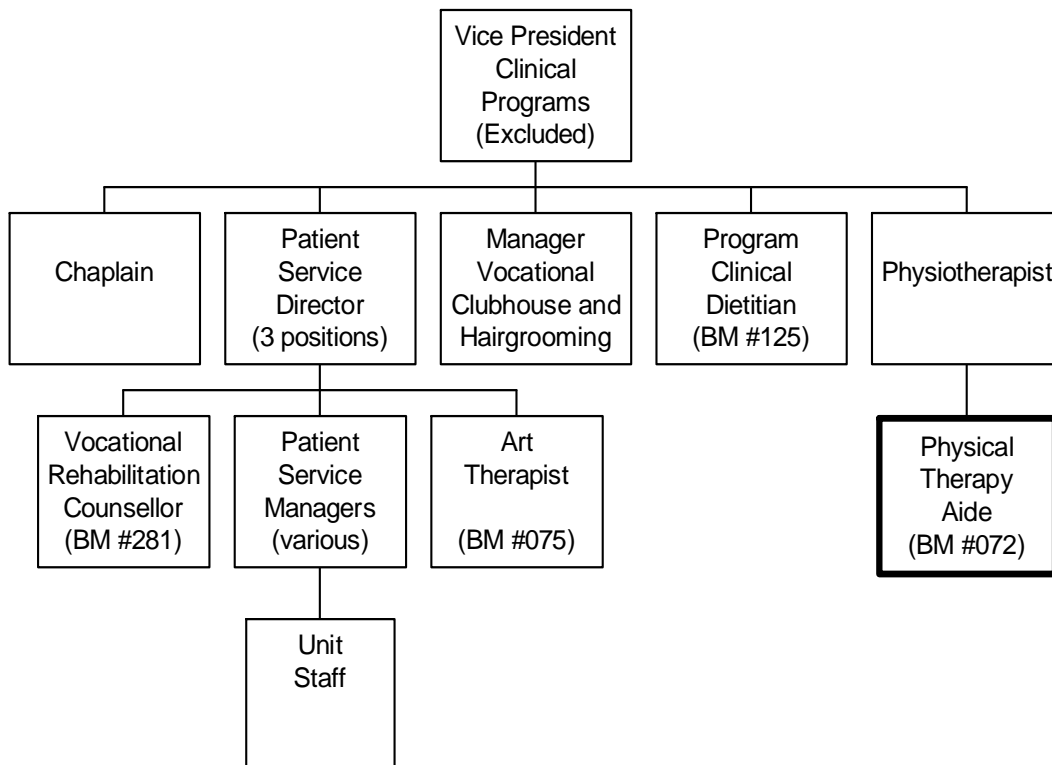 Vice President
Clinical
Programs
(Excluded)
Chaplain
Patient
Service
Director
(3 positions)
Manager
Vocational
Clubhouse and
Hairgrooming
Program
Clinical
Dietitian
(BM #125)
Physiotherapist
Vocational
Rehabilitation
Counsellor
(BM #281)
Patient
Service
Managers
(various)
Art
Therapist
(BM #075)
Physical
Therapy
Aide
(BM #072)
Unit
Staff